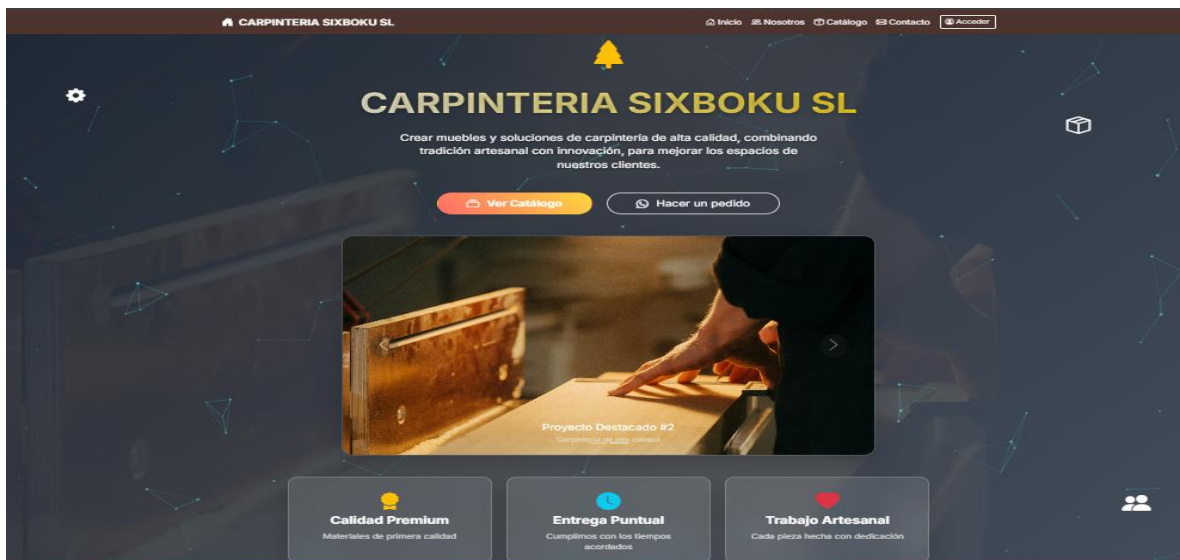 CARPINTERIA SIXBOKU SL
Inicio Nosotros Catálogo Contacto Acceder
CARPINTERIA SIXBOKU SL
Crear muebles y soluciones de carpintería de alta calidad, combinando
tradición artesanal con innovación, para mejorar los espacios de
nuestros clientes.
Ver Catálogo Hacer un pedido
Proyecto Destacado #2
Carpintería de alta calidad
Calidad Premium Entrega Puntual Trabajo Artesanal
Materiales de primera calidad Cumplimos con los tiempos Cada pieza hecha con dedicación
acordados